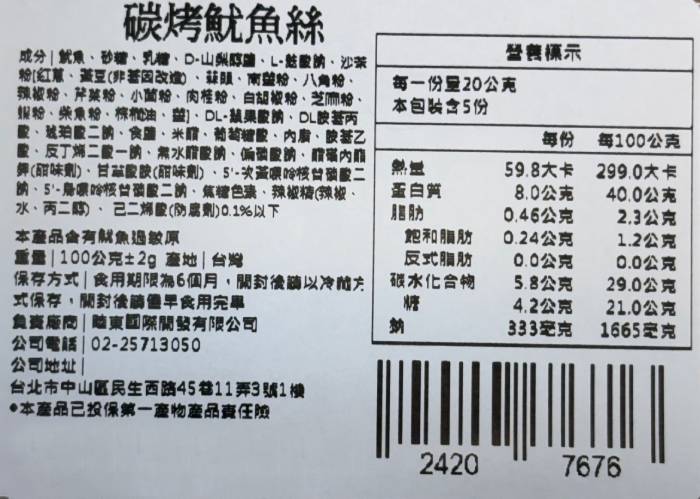 碳烤魷魚絲
成分│魷魚、砂糖、乳糖、D-山梨醇醣、L-麩酸鈉、沙茶
粉[紅蔥、黃豆(非基因改造)、蒜頭、南薑粉、八角粉、
辣椒粉、芹菜粉、小茴粉、肉桂粉、白胡椒粉、芝麻粉、
蝦粉、柴魚粉、棕櫚油、鹽]、DL-蘋果酸鈉、DL胺基丙
酸、琥珀酸二鈉、食鹽、米醋、葡萄糖酸、肉膚、胺基乙
酸、反丁烯二酸一鈉、無水醋酸鈉、偏磷酸鈉、醋磺內酯
鉀(甜味劑)、甘草酸胺(甜味劑)、5'-次黃嘌呤核苷磷酸二
鈉、5'-鳥嘌呤核苷磷酸二鈉、焦糖色素、辣椒精(辣椒、
水、丙二醇)、己二烯酸(防腐劑)0.1%以下
本產品含有魷魚過敏原
重量│100公克±2g 產地│台灣
保存方式│食用期限為6個月，開封後請以冷藏方
式保存，開封後請儘早食用完畢
負責廠商│睦東國際開發有限公司
公司電話│02-25713050
公司地址│
台北市中山區民生西路45巷11弄3號1樓
●本產品已投保第一產物產品責任險
營養標示
每一份量20公克
本包裝含5份
每份 每100公克
熱量 59.8大卡 299.0大卡
蛋白質 8.0公克 40.0公克
脂肪 0.46公克 2.3公克
飽和脂肪 0.24公克 1.2公克
反式脂肪 0.0公克 0.0公克
碳水化合物 5.8公克 29.0公克
糖 4.2公克 21.0公克
鈉 333毫克 1665毫克
2420 7676